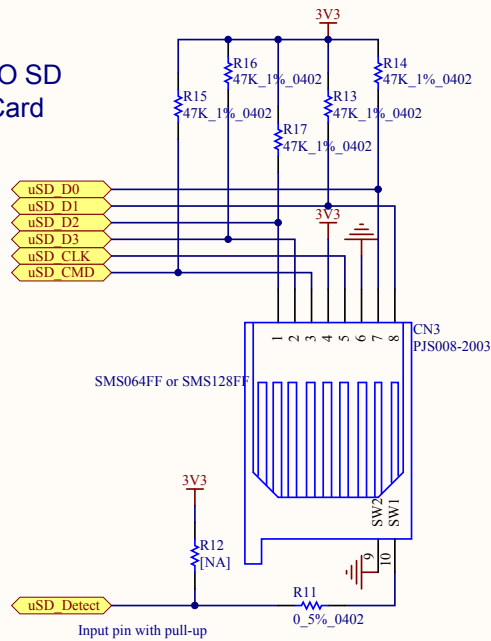 3V3
O SD
Card
R16
47K_1%_0402
R14
47K_1%_0402
R15
47K_1%_0402
R13
47K_1%_0402
R17
47K_1%_0402
uSD_D0
uSD_D1
uSD_D2
uSD_D3
uSD_CLK
uSD_CMD
3V3
1 2 3 4 5 6 7 8
CN3
PJS008-2003
SMS064FF or SMS128FF
SW2 SW1
9 10
3V3
R12
[NA]
R11
0_5%_0402
uSD_Detect
Input pin with pull-up